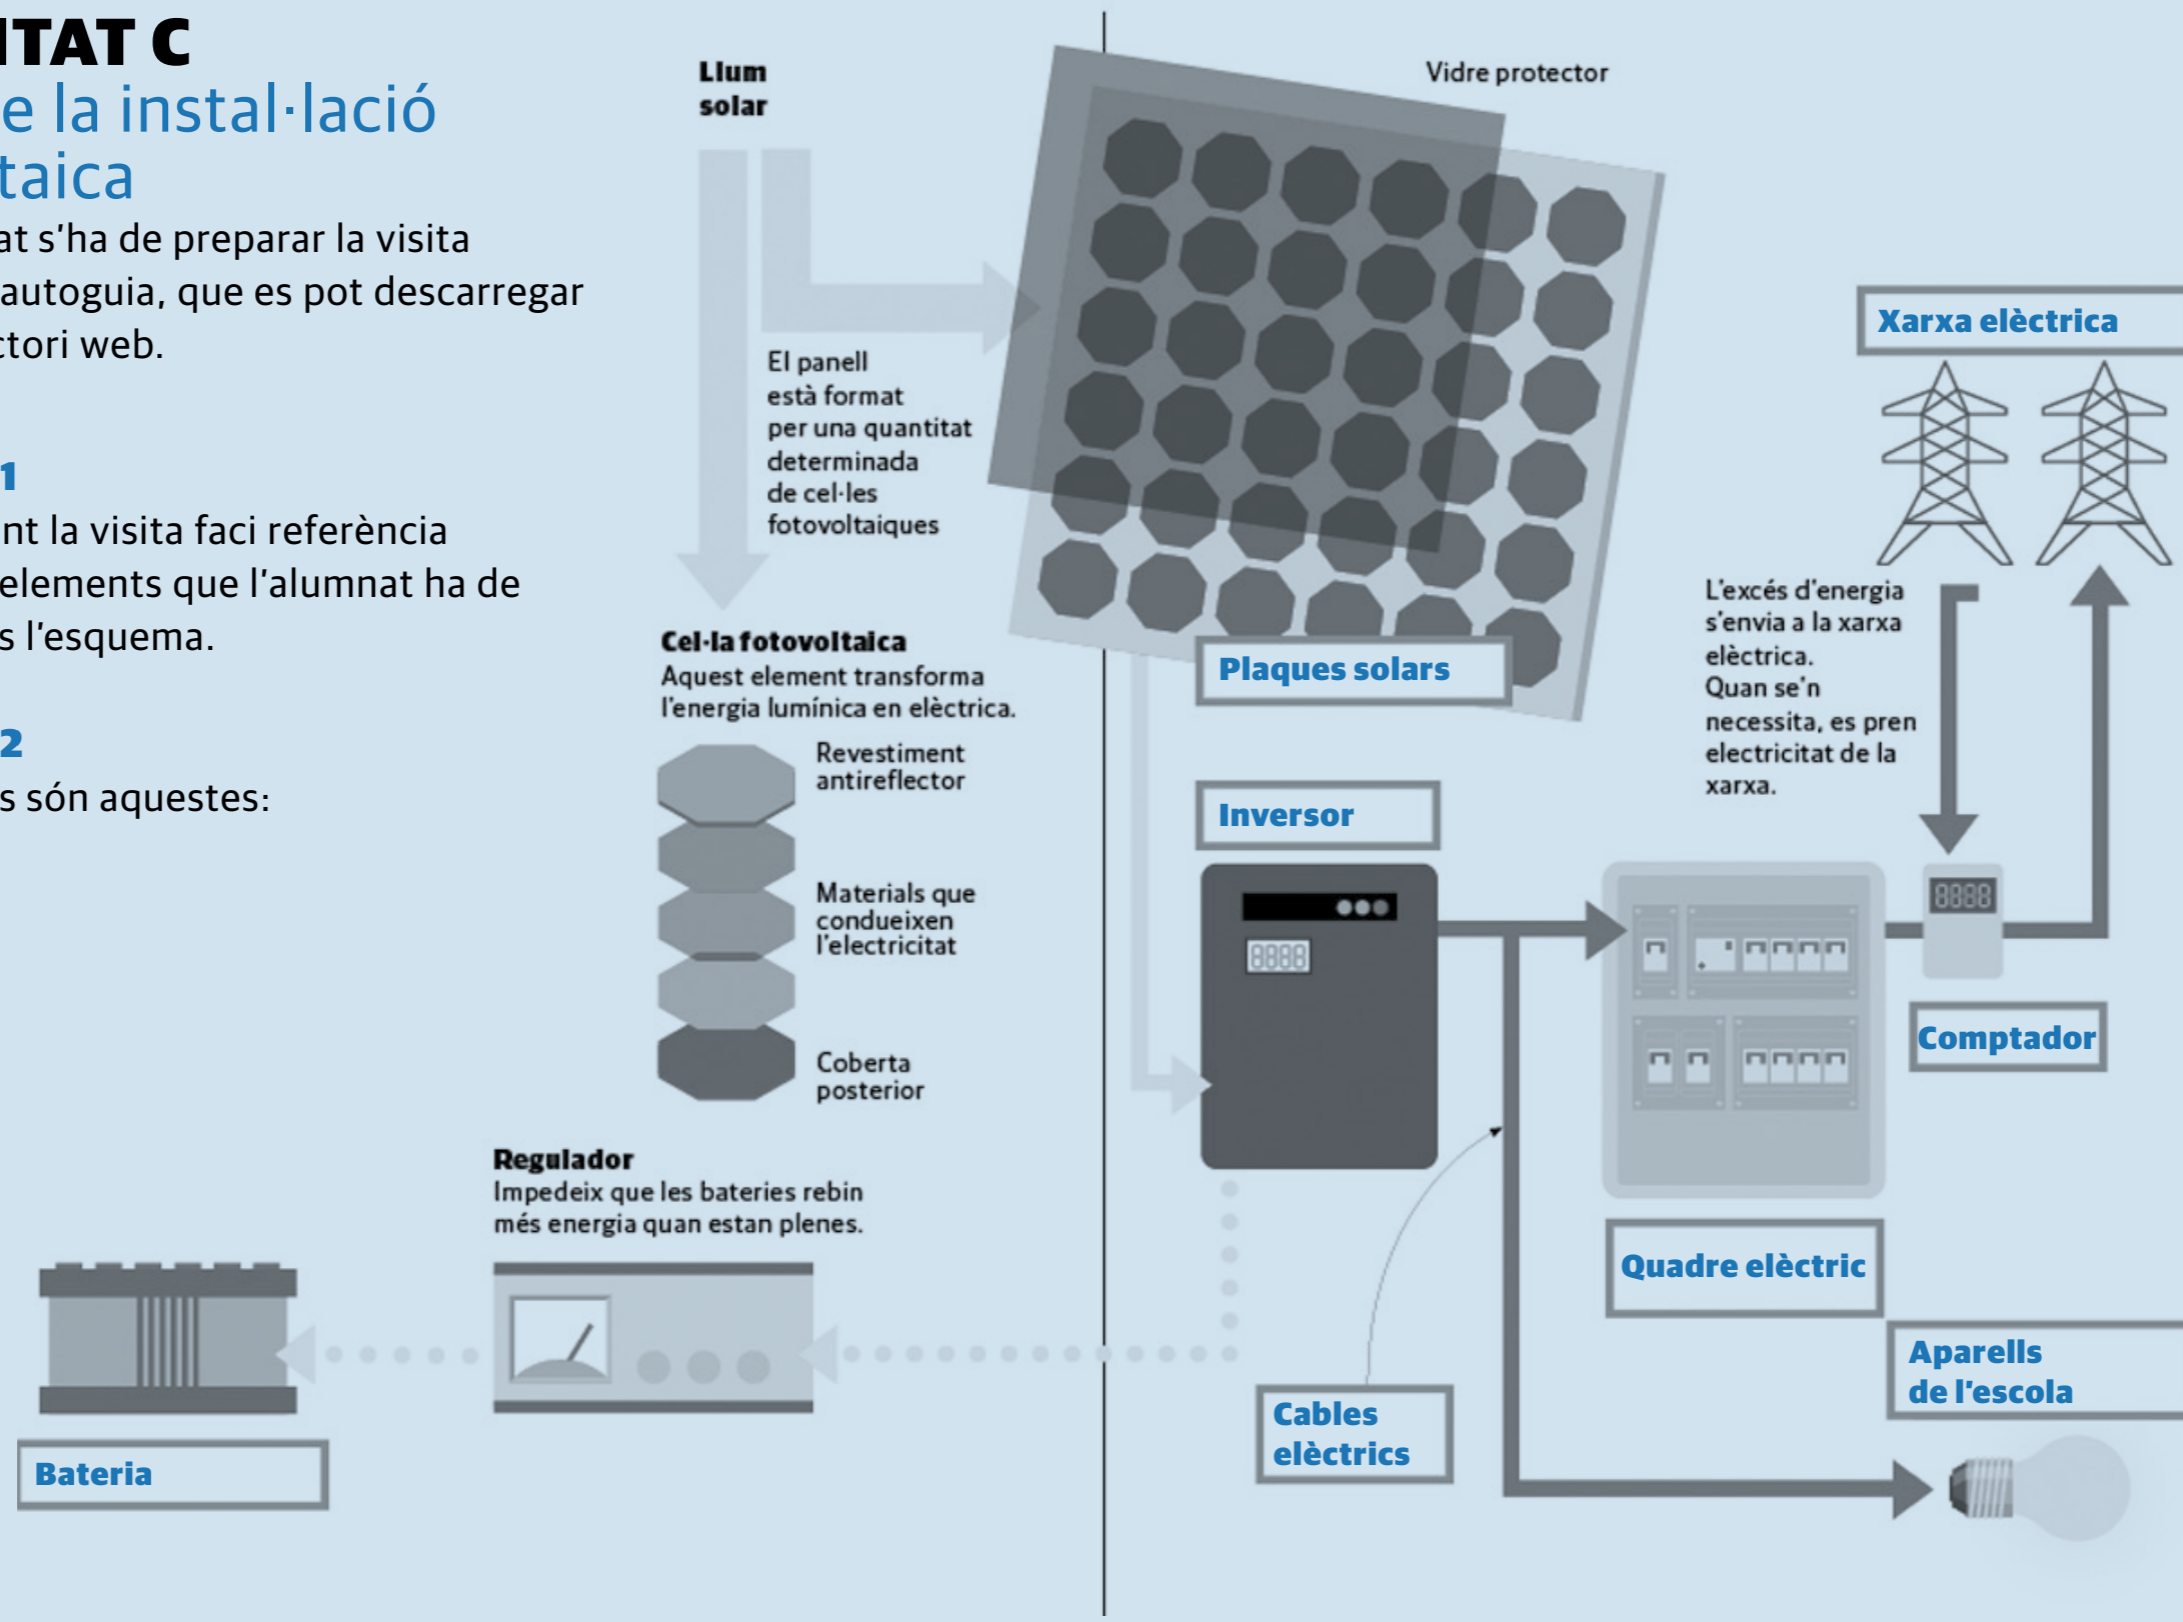 ITAT C
e la instal·lació
taica
at s'ha de preparar la visita
autoguia, que es pot descarregar
ctori web.
1
nt la visita faci referència
elements que l'alumnat ha de
s l'esquema.
2
s són aquestes:
Llum
solar
Vidre protector
El panell
està format
per una quantitat
determinada
de cel·les
fotovoltaiques
Cel·la fotovoltaica
Aquest element transforma
l'energia lumínica en elèctrica.
Revestiment
antireflector
Materials que
condueixen
l'electricitat
Coberta
posterior
Regulador
Impedeix que les bateries rebin
més energia quan estan plenes.
Bateria
Plaques solars
Inversor
8888
Cables
elèctrics
Xarxa elèctrica
L'excés d'energia
s'envia a la xarxa
elèctrica.
Quan se'n
necessita, es pren
electricitat de la
xarxa.
8888
Comptador
Quadre elèctric
Aparells
de l'escola